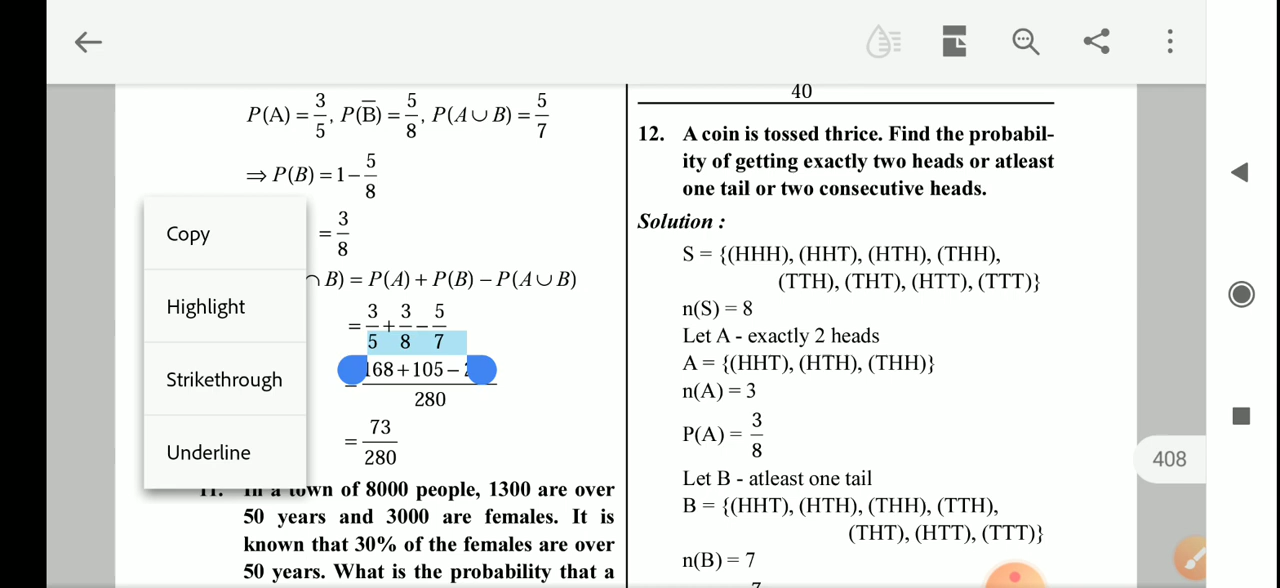 P(A) = 3/5, P(B̅) = 5/8, P(A ∪ B) = 5/7
⇒ P(B) = 1 − 5/8
= 3/8
∩ B) = P(A) + P(B) − P(A ∪ B)
= 3/5 + 3/8 − 5/7
= 168 + 105 − / 280
= 73/280
11. In a town of 8000 people, 1300 are over
50 years and 3000 are females. It is
known that 30% of the females are over
50 years. What is the probability that a
Copy
Highlight
Strikethrough
Underline
40
12. A coin is tossed thrice. Find the probabil-
ity of getting exactly two heads or atleast
one tail or two consecutive heads.
Solution :
S = {(HHH), (HHT), (HTH), (THH),
(TTH), (THT), (HTT), (TTT)}
n(S) = 8
Let A - exactly 2 heads
A = {(HHT), (HTH), (THH)}
n(A) = 3
P(A) = 3/8
Let B - atleast one tail
B = {(HHT), (HTH), (THH), (TTH),
(THT), (HTT), (TTT)}
n(B) = 7
408